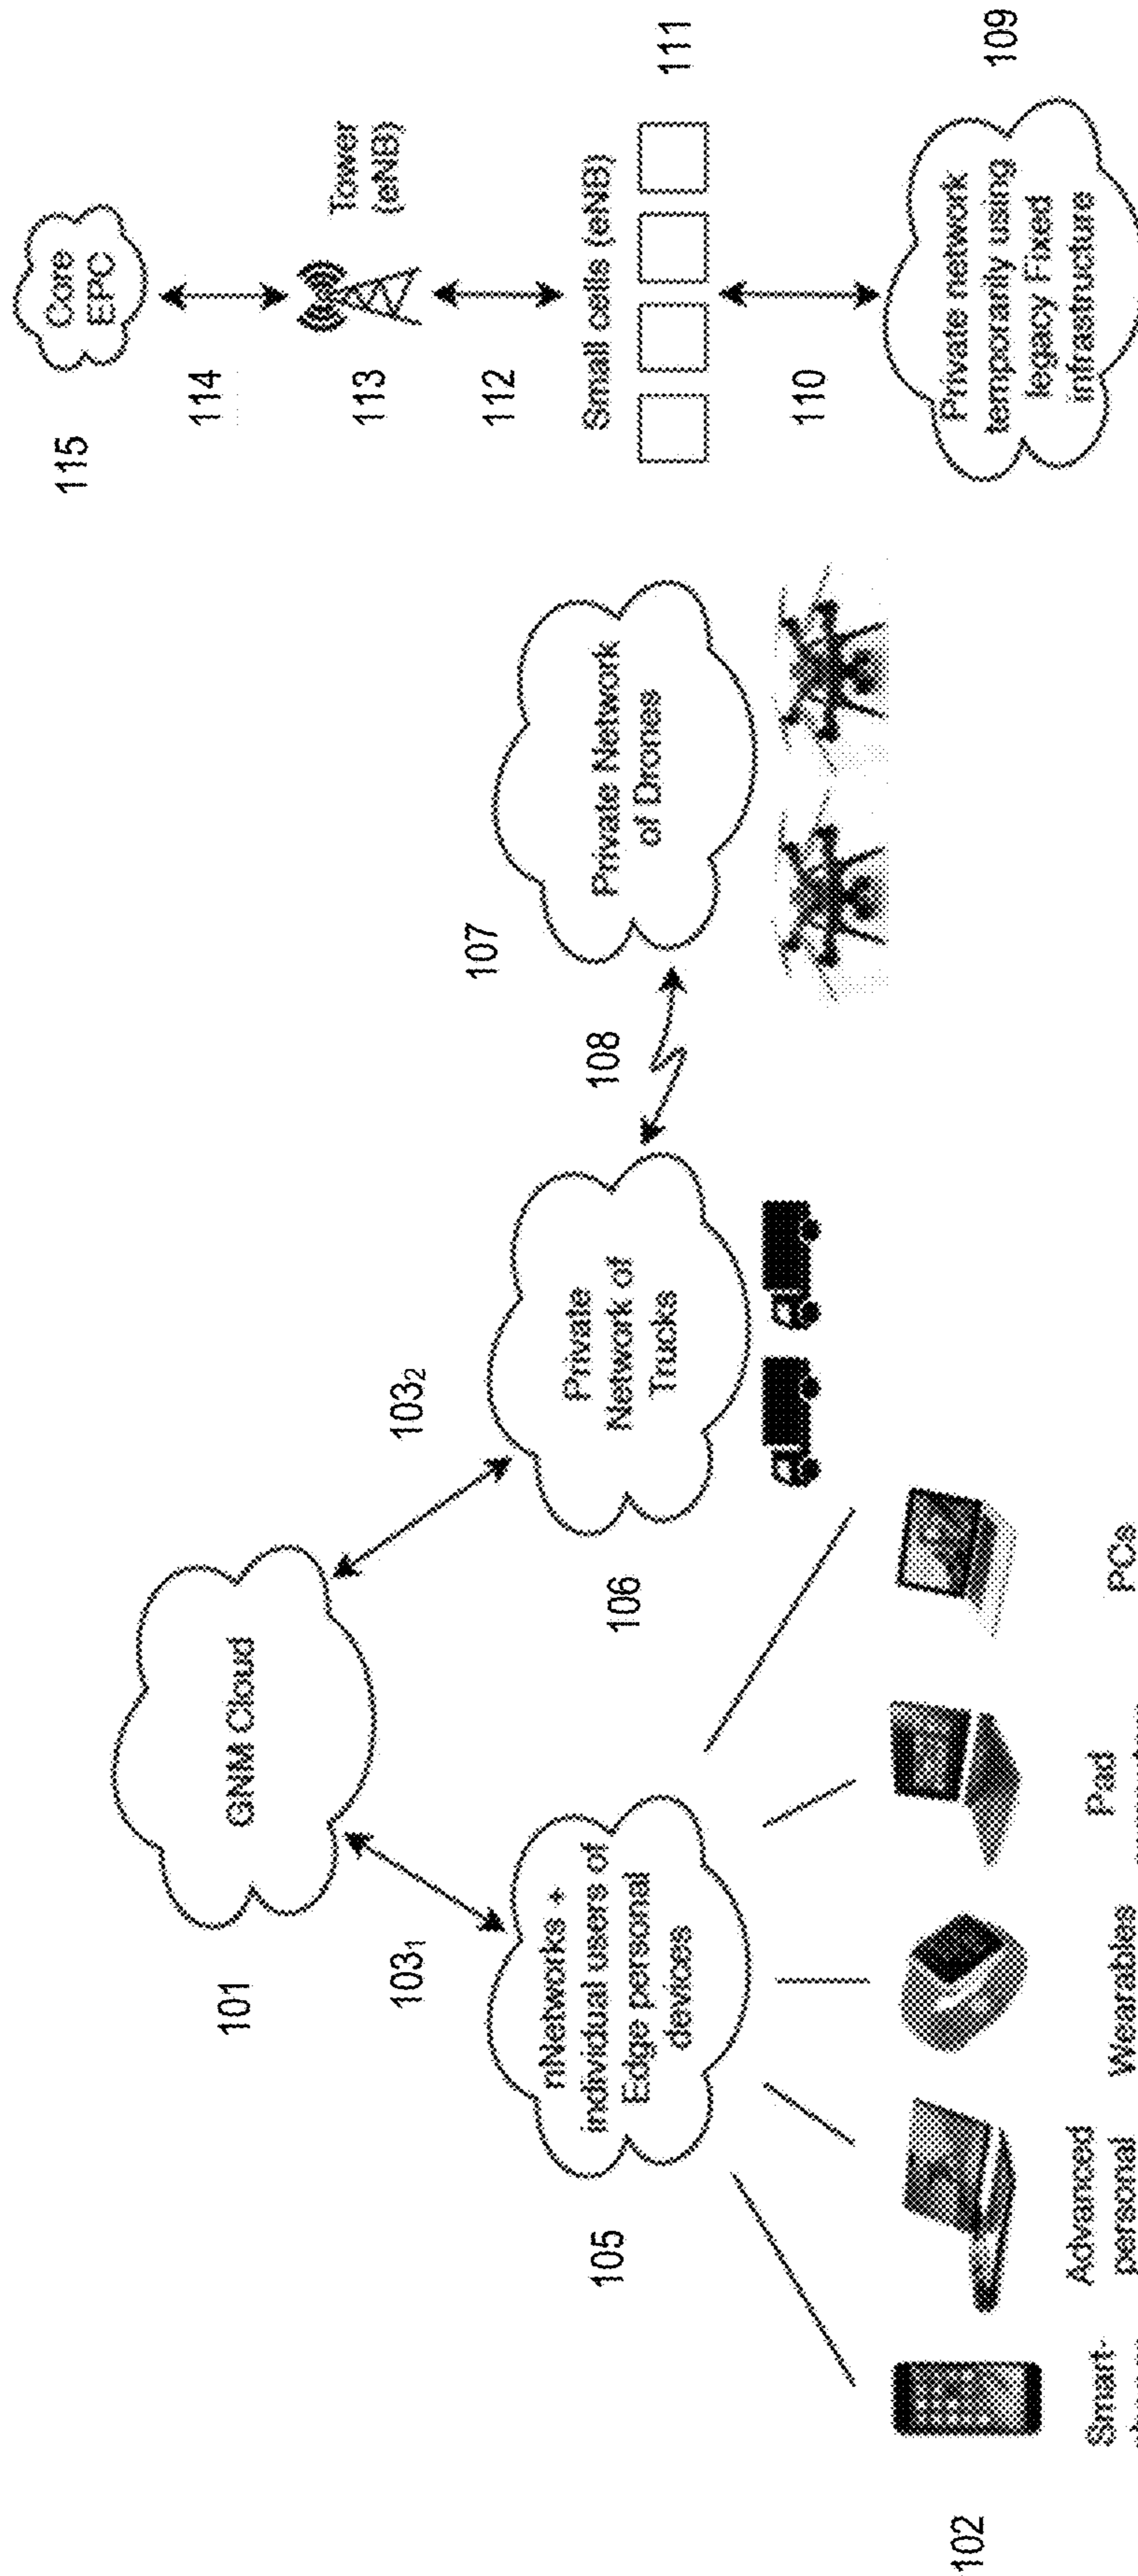 101
GNM Cloud
103₁
103₂
105
nNetworks +
individual users of
Edge personal
devices
106
Private
Network of
Trucks
108
107
Private Network
of Drones
102
Smart-
Advanced
personal
Wearables
Pad
PCs
115
Core
EPC
114
113
Tower
(eNB)
112
Small cells (eNB)
111
110
Private network
temporally using
legacy Fixed
infrastructure
109